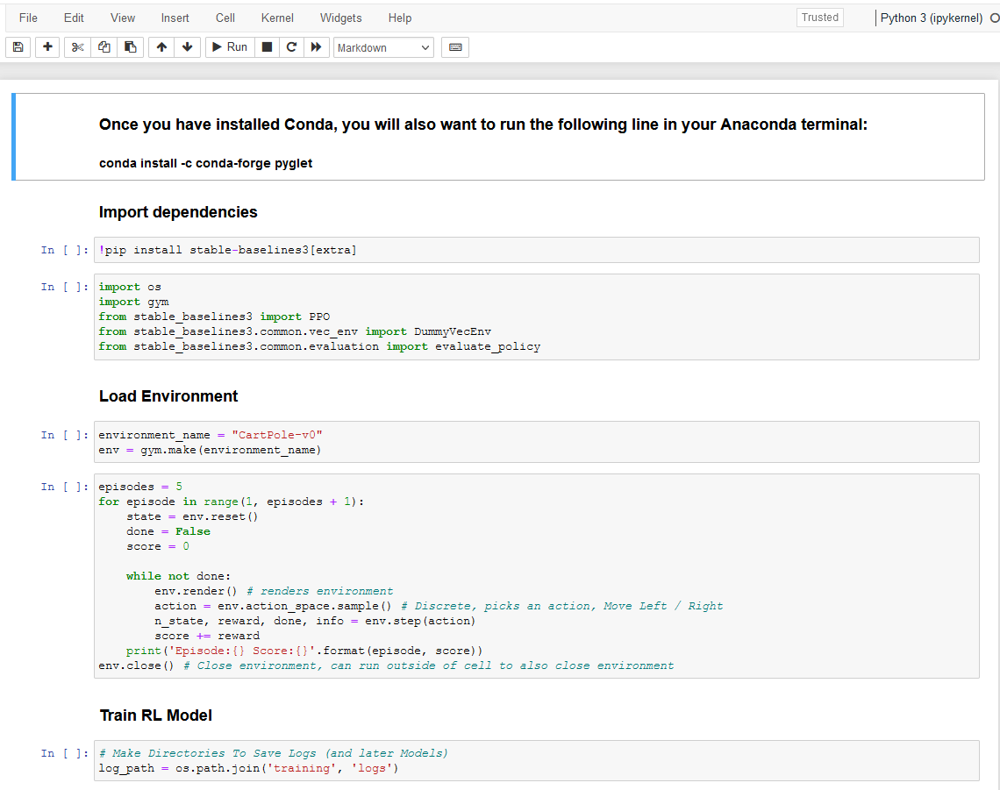 File Edit View Insert Cell Kernel Widgets Help Trusted Python 3 (ipykernel)
Run Markdown
Once you have installed Conda, you will also want to run the following line in your Anaconda terminal:
conda install -c conda-forge pyglet
Import dependencies
In [ ]: !pip install stable-baselines3[extra]
In [ ]: import os
import gym
from stable_baselines3 import PPO
from stable_baselines3.common.vec_env import DummyVecEnv
from stable_baselines3.common.evaluation import evaluate_policy
Load Environment
In [ ]: environment_name = "CartPole-v0"
env = gym.make(environment_name)
In [ ]: episodes = 5
for episode in range(1, episodes + 1):
    state = env.reset()
    done = False
    score = 0
    while not done:
        env.render() # renders environment
        action = env.action_space.sample() # Discrete, picks an action, Move Left / Right
        n_state, reward, done, info = env.step(action)
        score += reward
    print('Episode:{} Score:{}'.format(episode, score))
env.close() # Close environment, can run outside of cell to also close environment
Train RL Model
In [ ]: # Make Directories To Save Logs (and later Models)
log_path = os.path.join('training', 'logs')